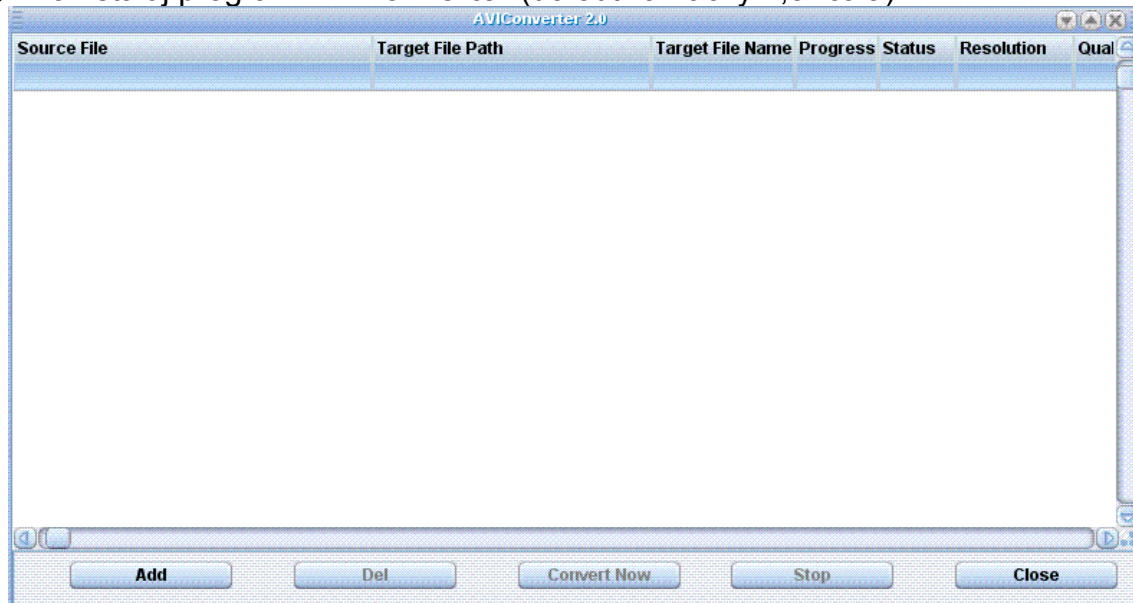 AVIConverter 2.0
Source File Target File Path Target File Name Progress Status Resolution Qual
Add Del Convert Now Stop Close